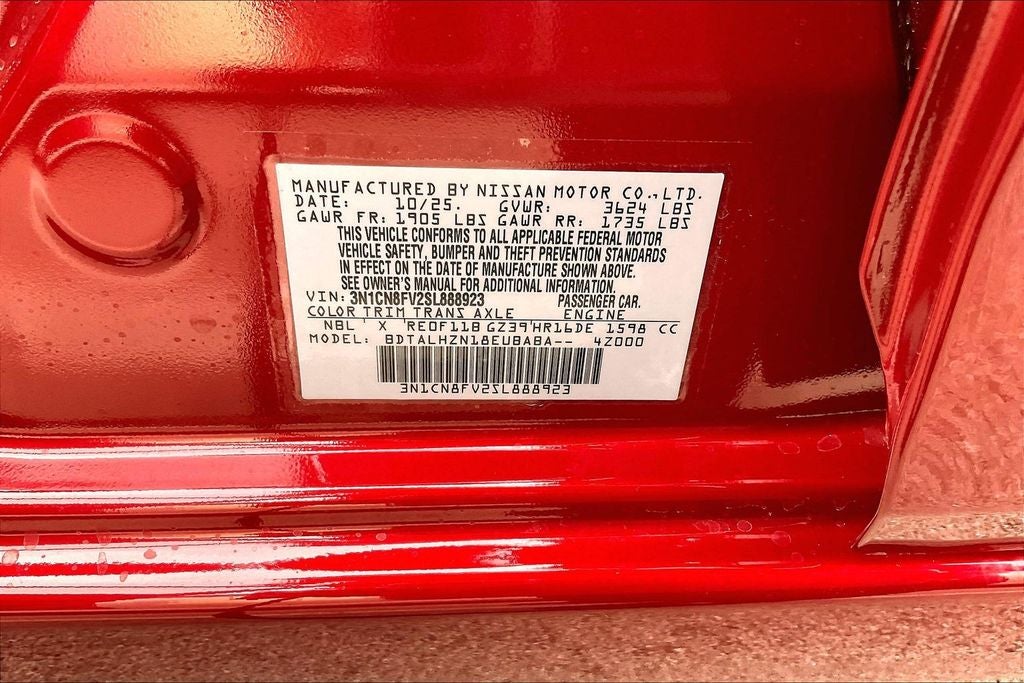 MANUFACTURED BY NISSAN MOTOR CO.,LTD.
DATE: 10/25. GVWR: 3624 LBS
GAWR FR: 1905 LBS GAWR RR: 1735 LBS
THIS VEHICLE CONFORMS TO ALL APPLICABLE FEDERAL MOTOR
VEHICLE SAFETY, BUMPER AND THEFT PREVENTION STANDARDS
IN EFFECT ON THE DATE OF MANUFACTURE SHOWN ABOVE.
SEE OWNER'S MANUAL FOR ADDITIONAL INFORMATION.
VIN: 3N1CN8FV2SL888923 PASSENGER CAR.
COLOR TRIM TRANS AXLE ENGINE
NBL X RE0F11B GZ39 HR16DE 1598 CC
MODEL: BDTALHZN18EUBABA-- 4Z000
3N1CN8FV2SL888923